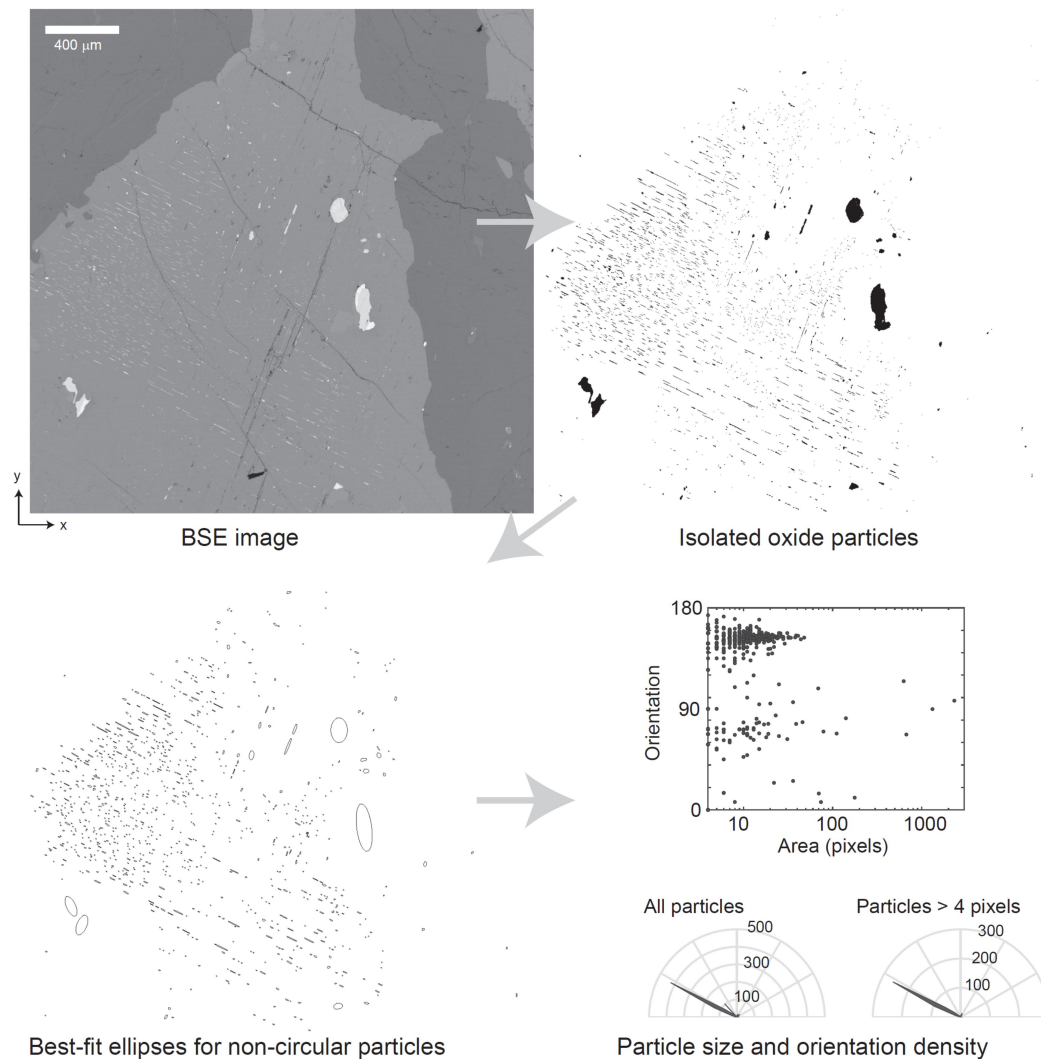 400 μm
y
x
BSE image
Isolated oxide particles
180
90
0
Orientation
10
100
1000
Area (pixels)
All particles
500
300
100
Particles > 4 pixels
300
200
100
Best-fit ellipses for non-circular particles
Particle size and orientation density